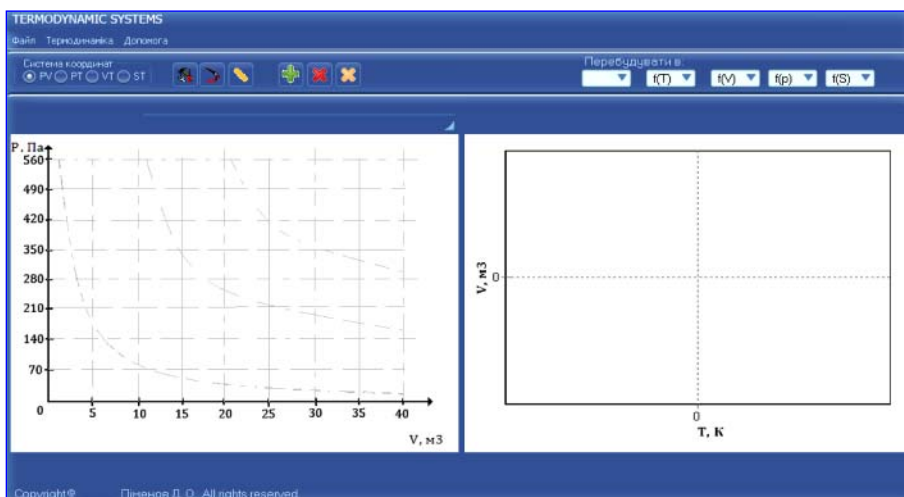 TERMODYNAMIC SYSTEMS
Файл Термодинаміка Допомога
Система координат
PV PT VT ST
Перебудувати в:
f(T) f(V) f(p) f(S)
P, Па
560
490
420
350
280
210
140
70
0 5 10 15 20 25 30 35 40
V, м3
V, м3
0
0
T, К
Copyright© Піменов Д.О. All rights reserved